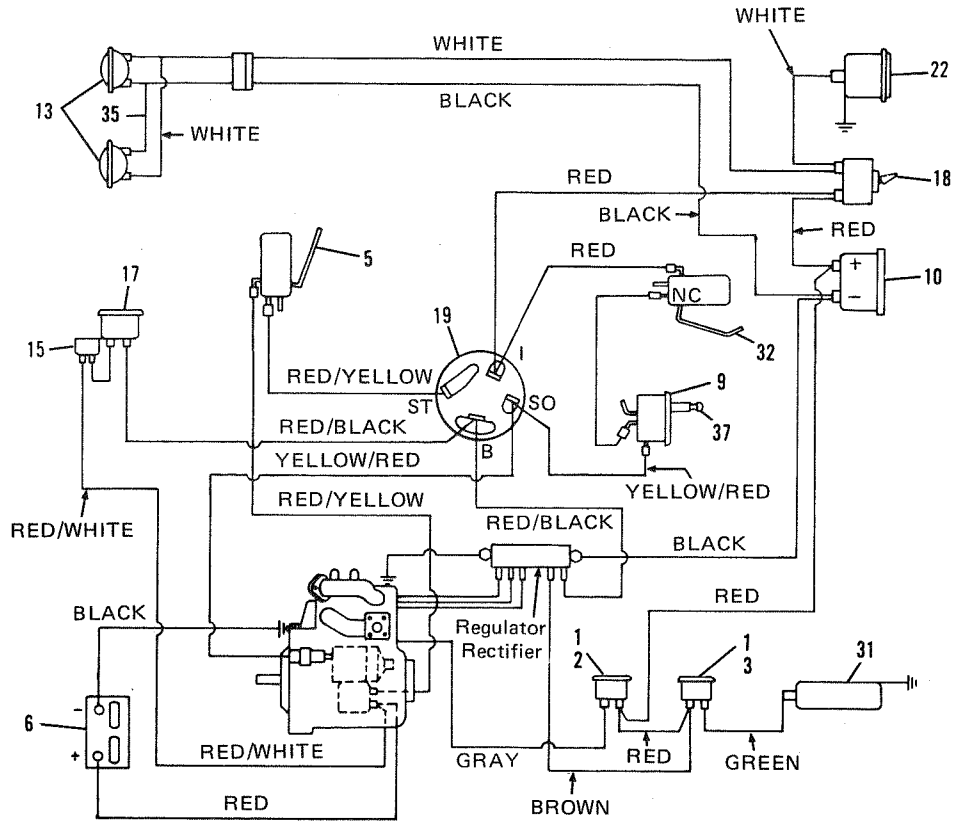 WHITE
WHITE
22
13
35
BLACK
WHITE
RED
18
BLACK
RED
5
RED
+
10
17
NC
−
19
15
I
32
RED/YELLOW
9
ST
SO
RED/BLACK
37
B
YELLOW/RED
YELLOW/RED
RED/YELLOW
RED/WHITE
RED/BLACK
BLACK
RED
BLACK
Regulator
Rectifier
1
2
1
3
31
−
6
+
RED/WHITE
GRAY
RED
GREEN
RED
BROWN